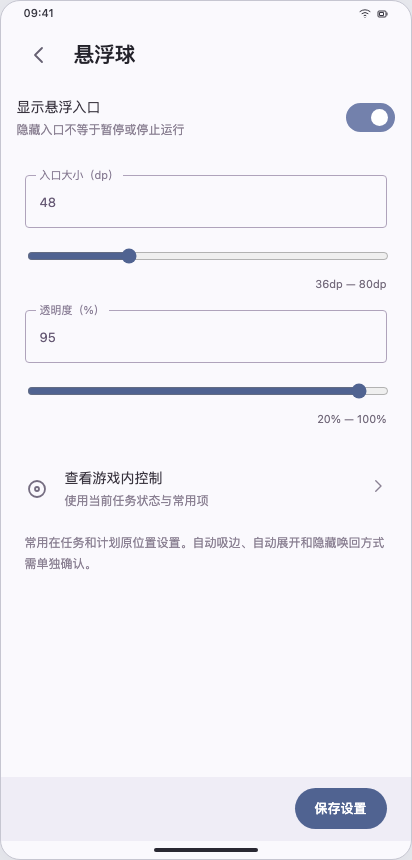 09:41
悬浮球
显示悬浮入口
隐藏入口不等于暂停或停止运行
入口大小（dp）
48
36dp — 80dp
透明度（%）
95
20% — 100%
查看游戏内控制
使用当前任务状态与常用项
常用在任务和计划原位置设置。自动吸边、自动展开和隐藏唤回方式
需单独确认。
保存设置